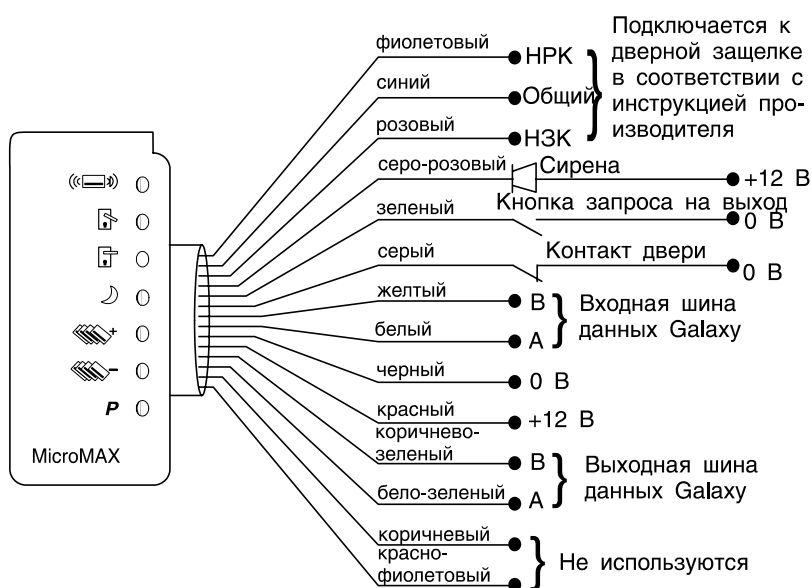 фиолетовый
НРК
синий
Общий
розовый
НЗК
Подключается к
дверной защелке
в соответствии с
инструкцией про-
изводителя
серо-розовый
Сирена
+12 В
зеленый
Кнопка запроса на выход
0 В
серый
Контакт двери
0 В
желтый
В
белый
А
Входная шина
данных Galaxy
черный
0 В
красный
+12 В
коричнево-
зеленый
В
бело-зеленый
А
Выходная шина
данных Galaxy
коричневый
красно-
фиолетовый
Не используются
+
−
P
MicroMAX